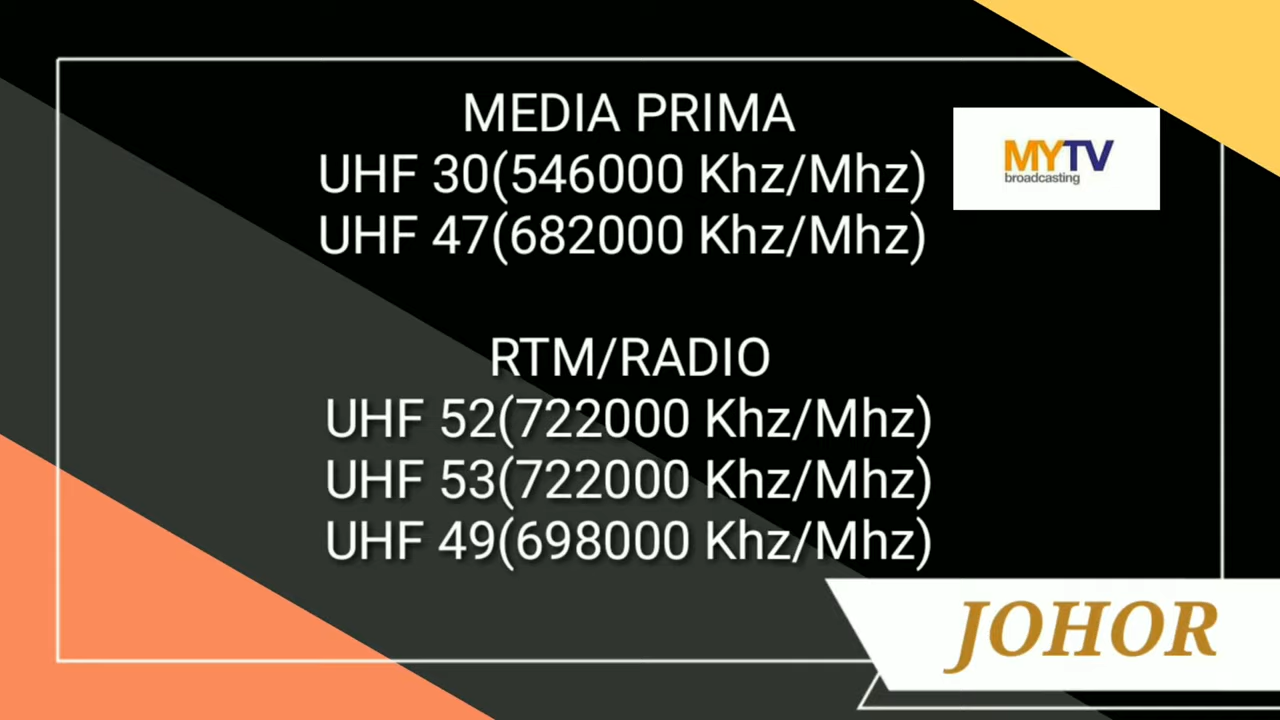 MEDIA PRIMA
UHF 30(546000 Khz/Mhz)
UHF 47(682000 Khz/Mhz)
MYTV
broadcasting
RTM/RADIO
UHF 52(722000 Khz/Mhz)
UHF 53(722000 Khz/Mhz)
UHF 49(698000 Khz/Mhz)
JOHOR